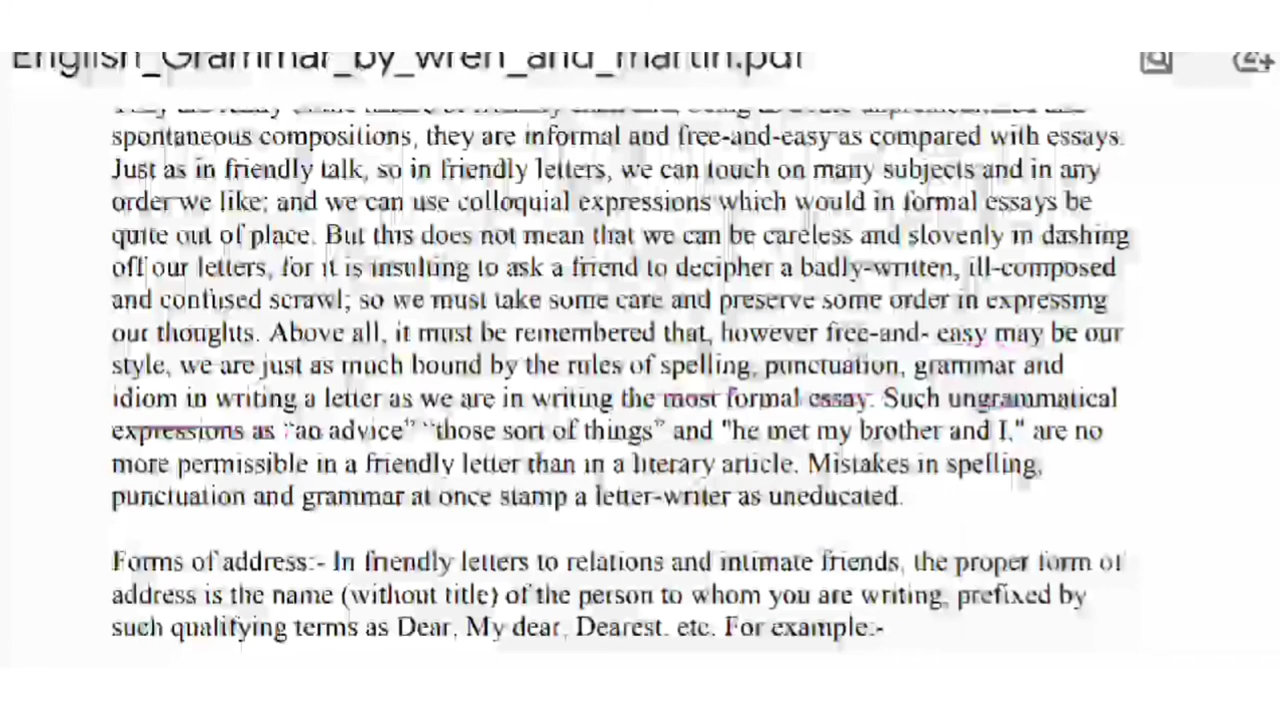 English_Grammar_by_wren_and_martin.pdf
spontaneous compositions, they are informal and free-and-easy as compared with essays.
Just as in friendly talk, so in friendly letters, we can touch on many subjects and in any
order we like; and we can use colloquial expressions which would in formal essays be
quite out of place. But this does not mean that we can be careless and slovenly in dashing
off our letters, for it is insulting to ask a friend to decipher a badly-written, ill-composed
and confused scrawl; so we must take some care and preserve some order in expressing
our thoughts. Above all, it must be remembered that, however free-and- easy may be our
style, we are just as much bound by the rules of spelling, punctuation, grammar and
idiom in writing a letter as we are in writing the most formal essay. Such ungrammatical
expressions as "an advice" "those sort of things" and "he met my brother and I," are no
more permissible in a friendly letter than in a literary article. Mistakes in spelling,
punctuation and grammar at once stamp a letter-writer as uneducated.
Forms of address:- In friendly letters to relations and intimate friends, the proper form of
address is the name (without title) of the person to whom you are writing, prefixed by
such qualifying terms as Dear, My dear, Dearest. etc. For example:-